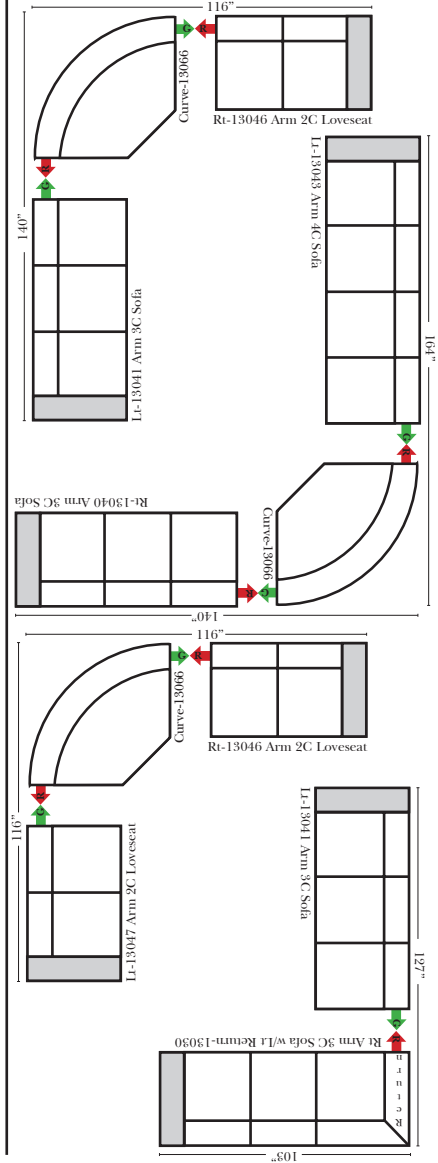 116"
G R
Curve-13066
Rt-13046 Arm 2C Loveseat
R
G
140"
Lt-13041 Arm 3C Sofa
Lt-13043 Arm 4C Sofa
164"
G
R
Curve-13066
Rt-13040 Arm 3C Sofa
R G
140"
116"
G R
Curve-13066
Rt-13046 Arm 2C Loveseat
R
G
116"
Lt-13047 Arm 2C Loveseat
Lt-13041 Arm 3C Sofa
127"
G
R
Rt Arm 3C Sofa w/Lt Return-13030
Return
103"